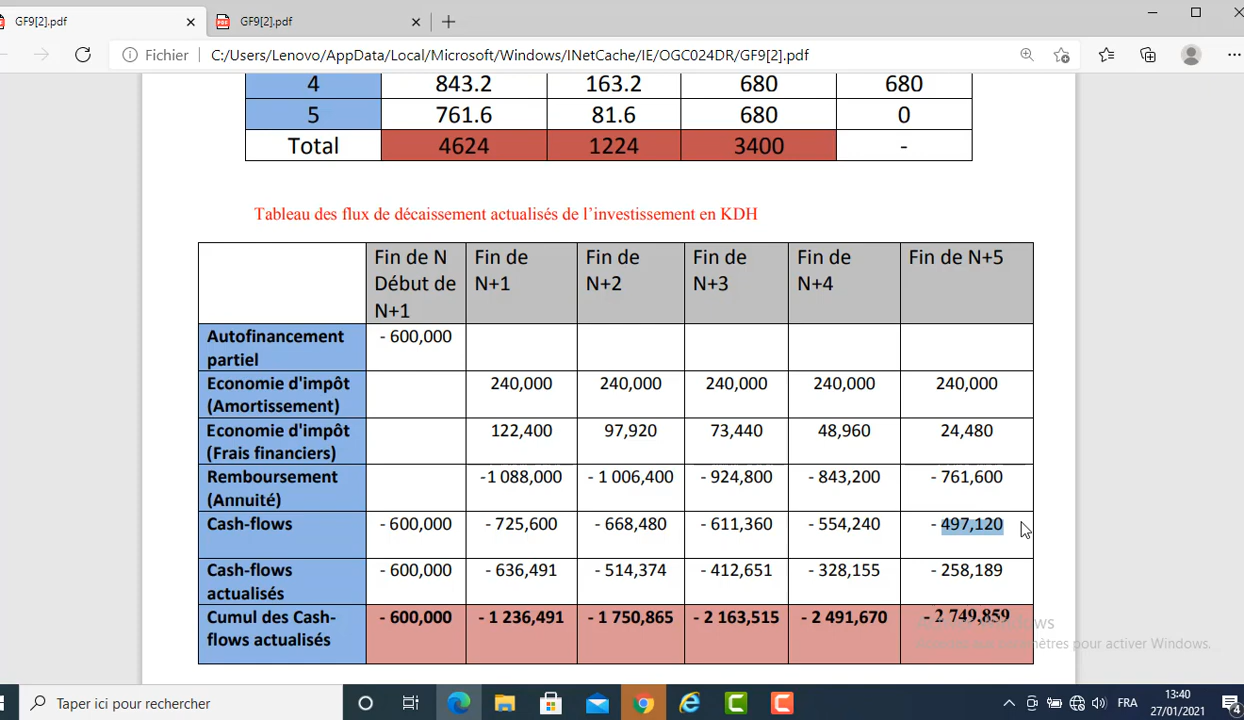 GF9[2].pdf
GF9[2].pdf
Fichier
C:/Users/Lenovo/AppData/Local/Microsoft/Windows/INetCache/IE/OGC024DR/GF9[2].pdf
4 843.2 163.2 680 680
5 761.6 81.6 680 0
Total 4624 1224 3400 -
Tableau des flux de décaissement actualisés de l’investissement en KDH
Fin de N Fin de Fin de Fin de Fin de Fin de N+5
Début de N+1 N+2 N+3 N+4
N+1
Autofinancement - 600,000
partiel
Economie d'impôt 240,000 240,000 240,000 240,000 240,000
(Amortissement)
Economie d'impôt 122,400 97,920 73,440 48,960 24,480
(Frais financiers)
Remboursement -1 088,000 - 1 006,400 - 924,800 - 843,200 - 761,600
(Annuité)
Cash-flows - 600,000 - 725,600 - 668,480 - 611,360 - 554,240 - 497,120
Cash-flows - 600,000 - 636,491 - 514,374 - 412,651 - 328,155 - 258,189
actualisés
Cumul des Cash- - 600,000 - 1 236,491 - 1 750,865 - 2 163,515 - 2 491,670 - 2 749,859
flows actualisés
pour activer Windows.
Taper ici pour rechercher
FRA
13:40
27/01/2021
4